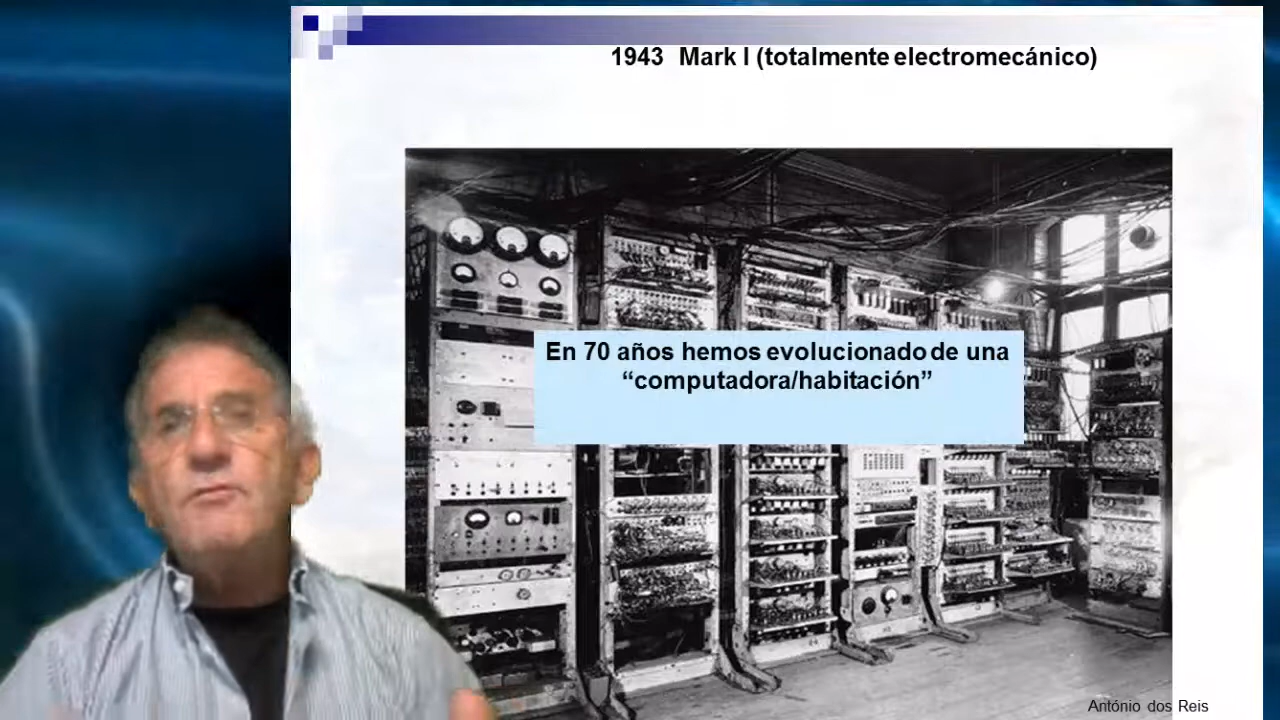 1943 Mark I (totalmente electromecánico)
En 70 años hemos evolucionado de una
“computadora/habitación”
António dos Reis